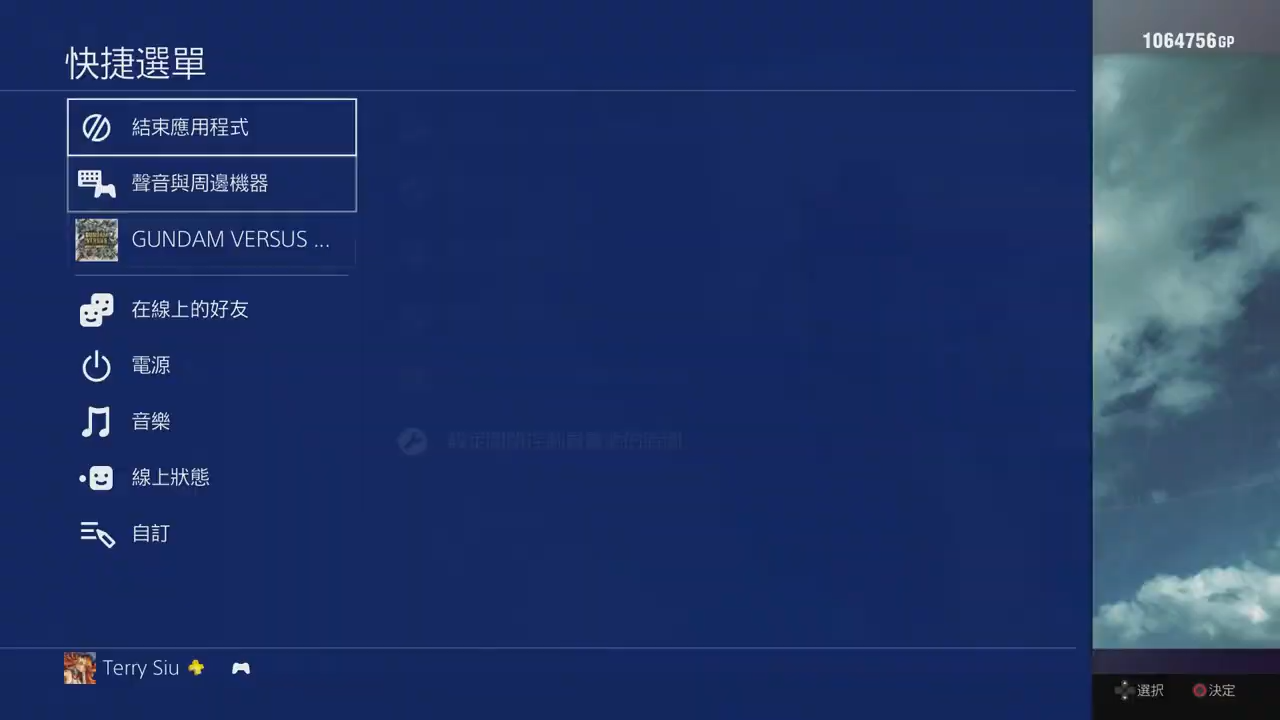 快捷選單
1064756GP
結束應用程式
聲音與周邊機器
GUNDAM VERSUS ...
在線上的好友
電源
音樂
線上狀態
自訂
Terry Siu
選択 決定